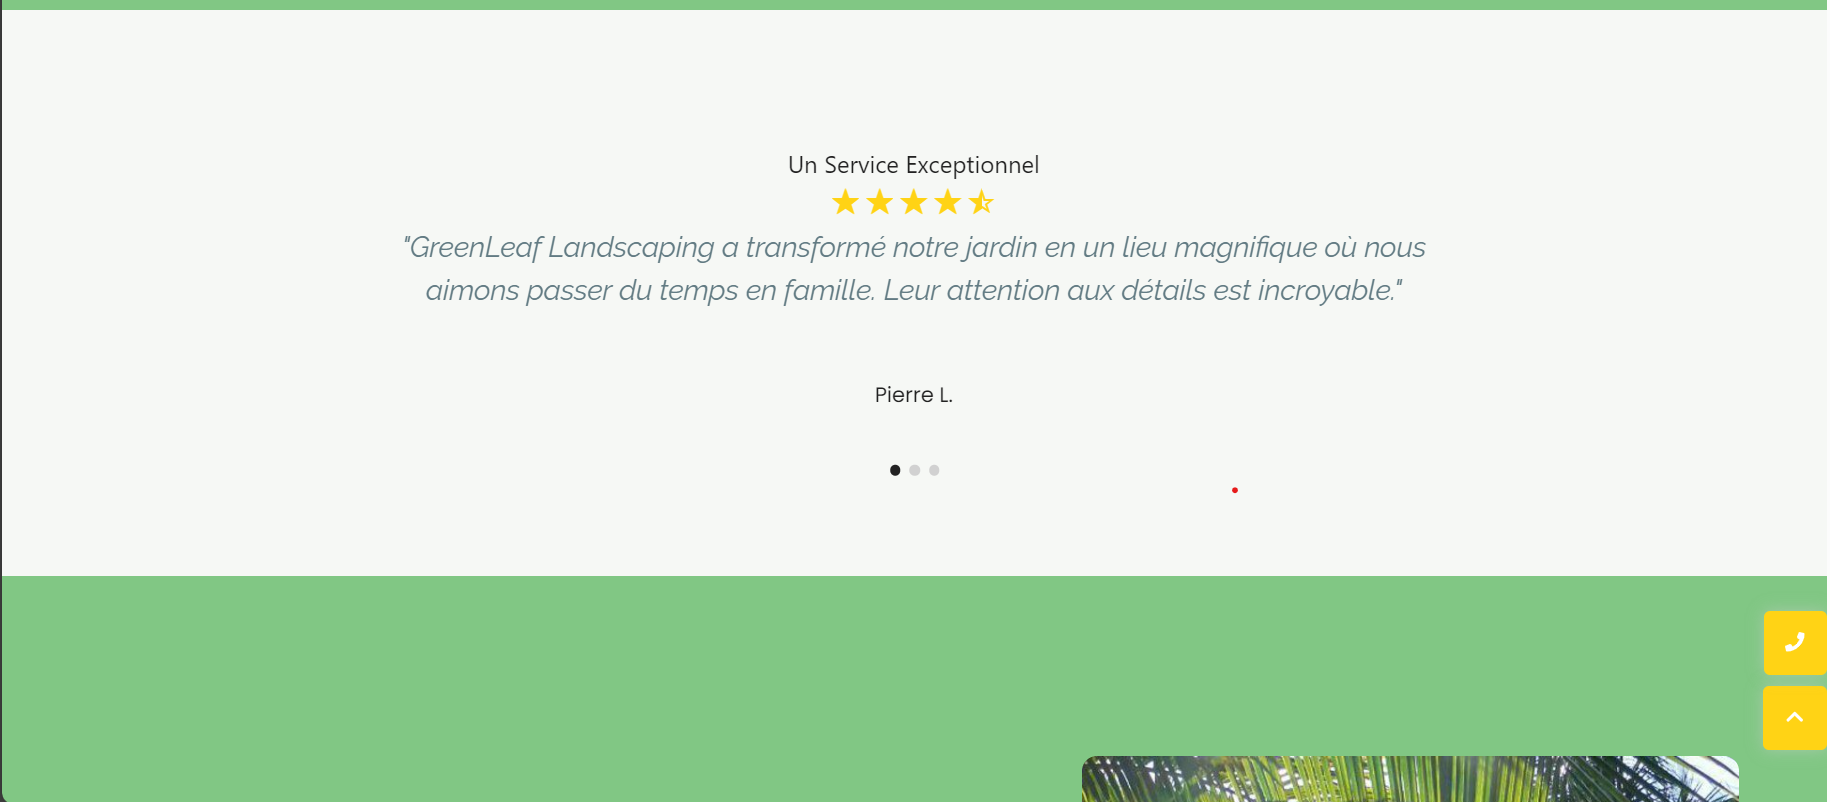 Un Service Exceptionnel
"GreenLeaf Landscaping a transformé notre jardin en un lieu magnifique où nous
aimons passer du temps en famille. Leur attention aux détails est incroyable."
Pierre L.